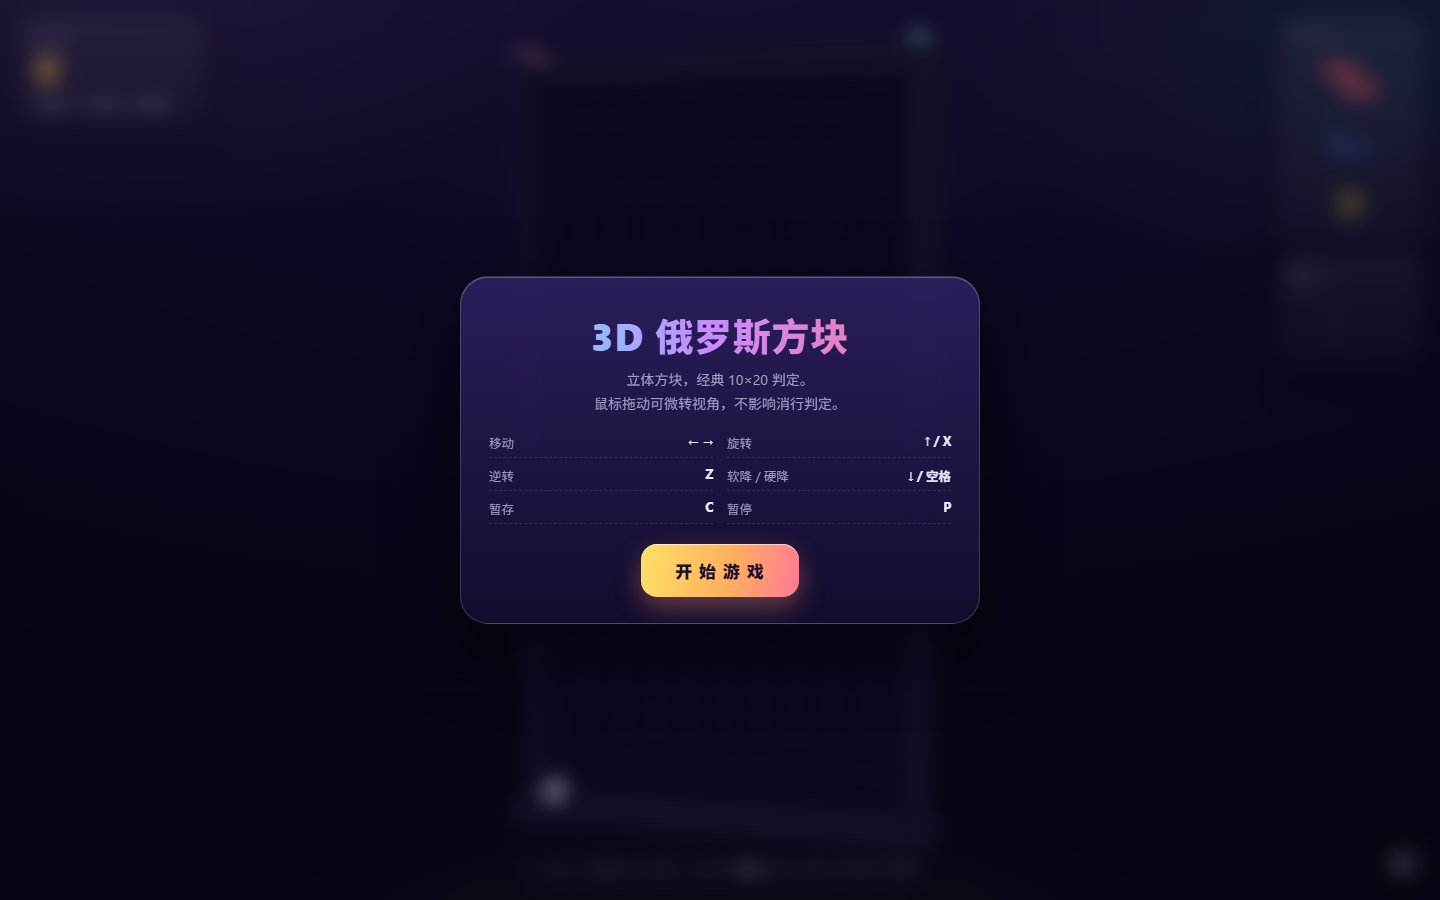 3D 俄罗斯方块
立体方块，经典 10×20 判定。
鼠标拖动可微转视角，不影响消行判定。
移动 ← → 旋转 ↑ / X
逆转 Z 软降 / 硬降 ↓ / 空格
暂存 C 暂停 P
开始游戏